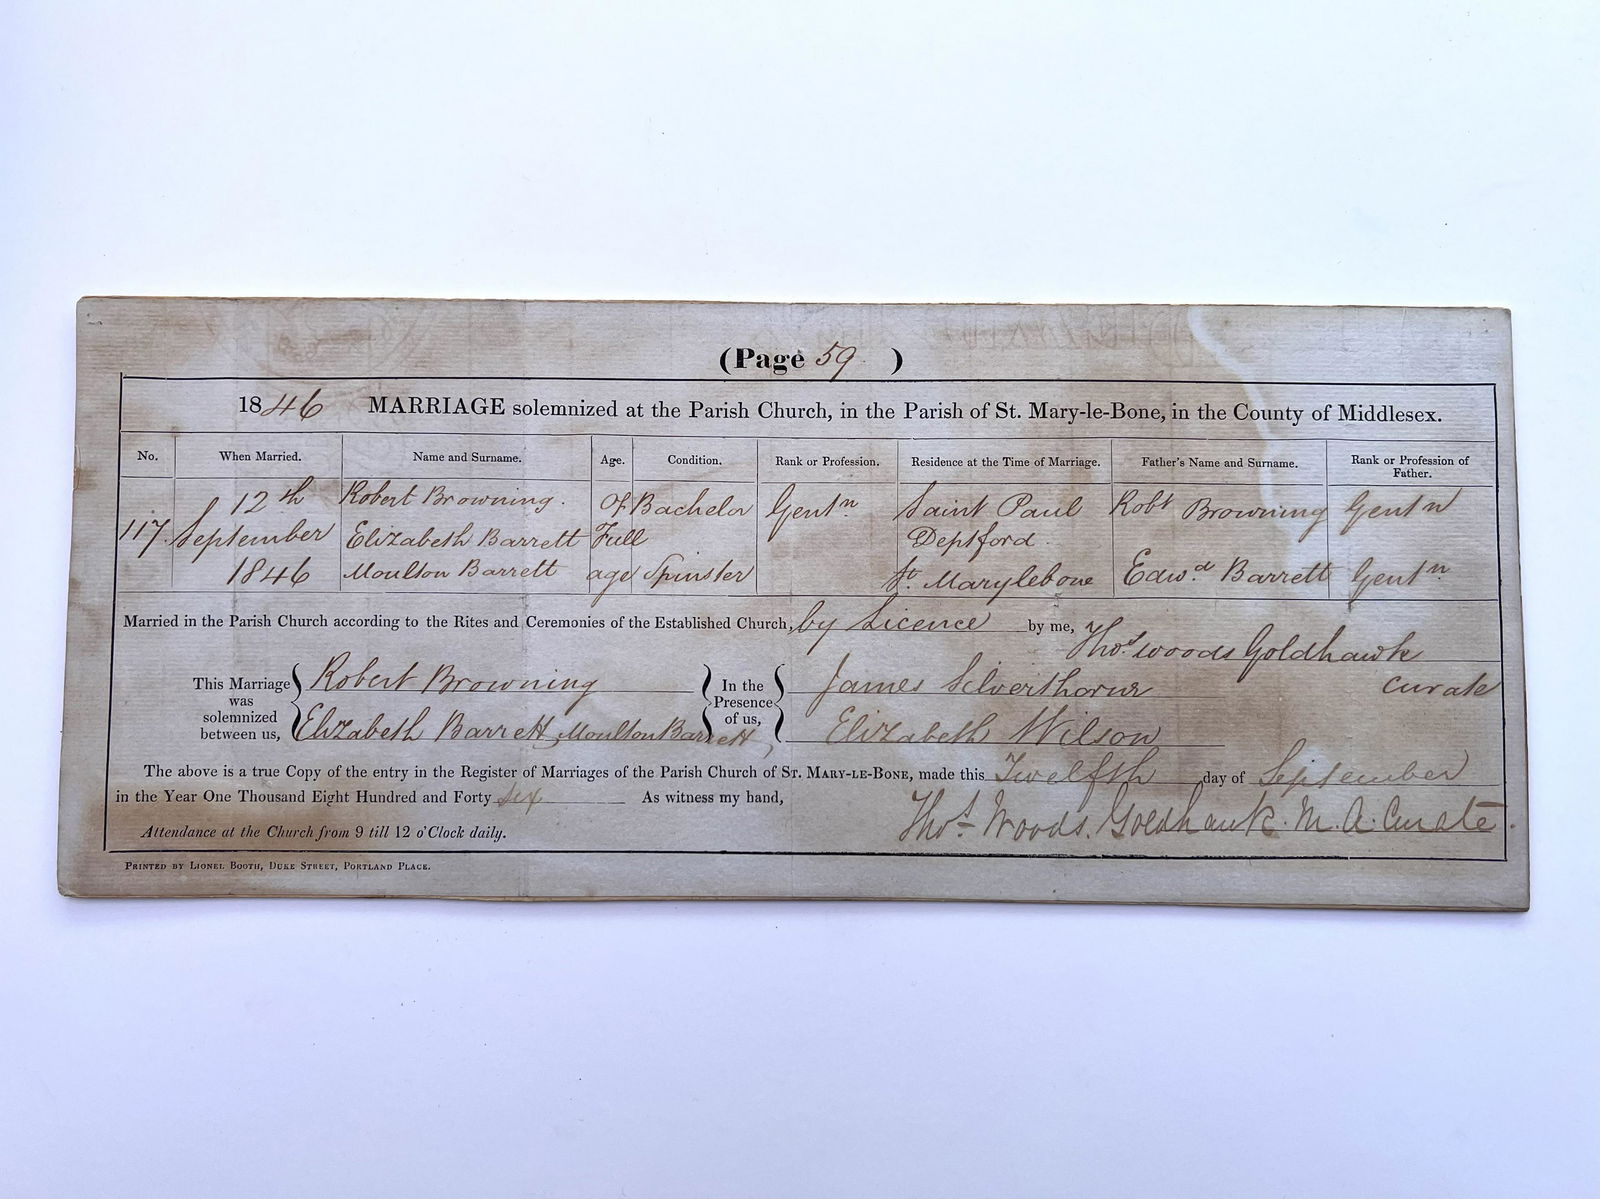 (Page 59 )
1846 MARRIAGE solemnized at the Parish Church, in the Parish of St. Mary-le-Bone, in the County of Middlesex.
No. When Married. Name and Surname. Age. Condition. Rank or Profession. Residence at the Time of Marriage. Father's Name and Surname. Rank or Profession of Father.
12th Robert Browning. Of Bachelor Gentn Saint Paul Robt Browning Gentn
117. September Elizabeth Barrett Full Deptford
1846 Moulton Barrett age Spinster St. Marylebone Edwd Barrett Gentn
Married in the Parish Church according to the Rites and Ceremonies of the Established Church, by Licence by me, Thos woods Goldhawk
curate
This Marriage was solemnized between us, { Robert Browning } In the Presence of us, { James Silverthorne
Elizabeth Barrett Moulton Barrett, Elizabeth Wilson
The above is a true Copy of the entry in the Register of Marriages of the Parish Church of St. Mary-le-Bone, made this Twelfth day of September
in the Year One Thousand Eight Hundred and Forty six As witness my hand,
Thos Woods. Goldhawk. M. A. Curate.
Attendance at the Church from 9 till 12 o'Clock daily.
Printed by Lionel Booth, Duke Street, Portland Place.